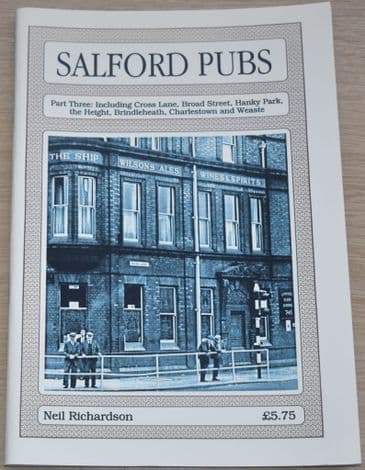 SALFORD PUBS
Part Three: Including Cross Lane, Broad Street, Hanky Park,
the Height, Brindleheath, Charlestown and Weaste
THE SHIP
WILSONS ALES
WINES & SPIRITS
Neil Richardson
£5.75